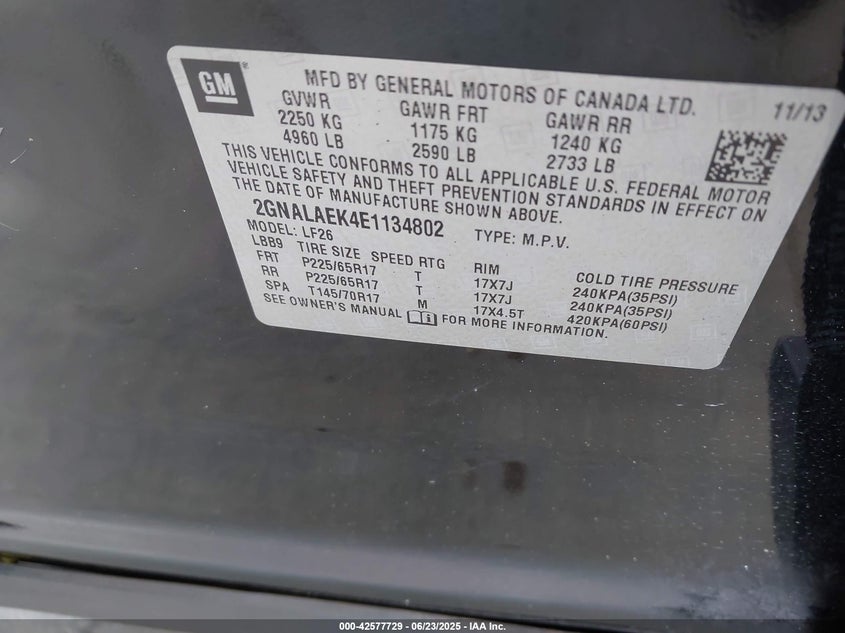 GM
MFD BY GENERAL MOTORS OF CANADA LTD.
11/13
GVWR GAWR FRT GAWR RR
2250 KG 1175 KG 1240 KG
4960 LB 2590 LB 2733 LB
THIS VEHICLE CONFORMS TO ALL APPLICABLE U.S. FEDERAL MOTOR
VEHICLE SAFETY AND THEFT PREVENTION STANDARDS IN EFFECT ON
THE DATE OF MANUFACTURE SHOWN ABOVE.
2GNALAEK4E1134802 TYPE: M.P.V.
MODEL: LF26
LBB9 TIRE SIZE SPEED RTG RIM COLD TIRE PRESSURE
FRT P225/65R17 T 17X7J 240KPA(35PSI)
RR P225/65R17 T 17X7J 240KPA(35PSI)
SPA T145/70R17 M 17X4.5T 420KPA(60PSI)
SEE OWNER'S MANUAL FOR MORE INFORMATION.
000-42577729 - 06/23/2025 - IAA Inc.